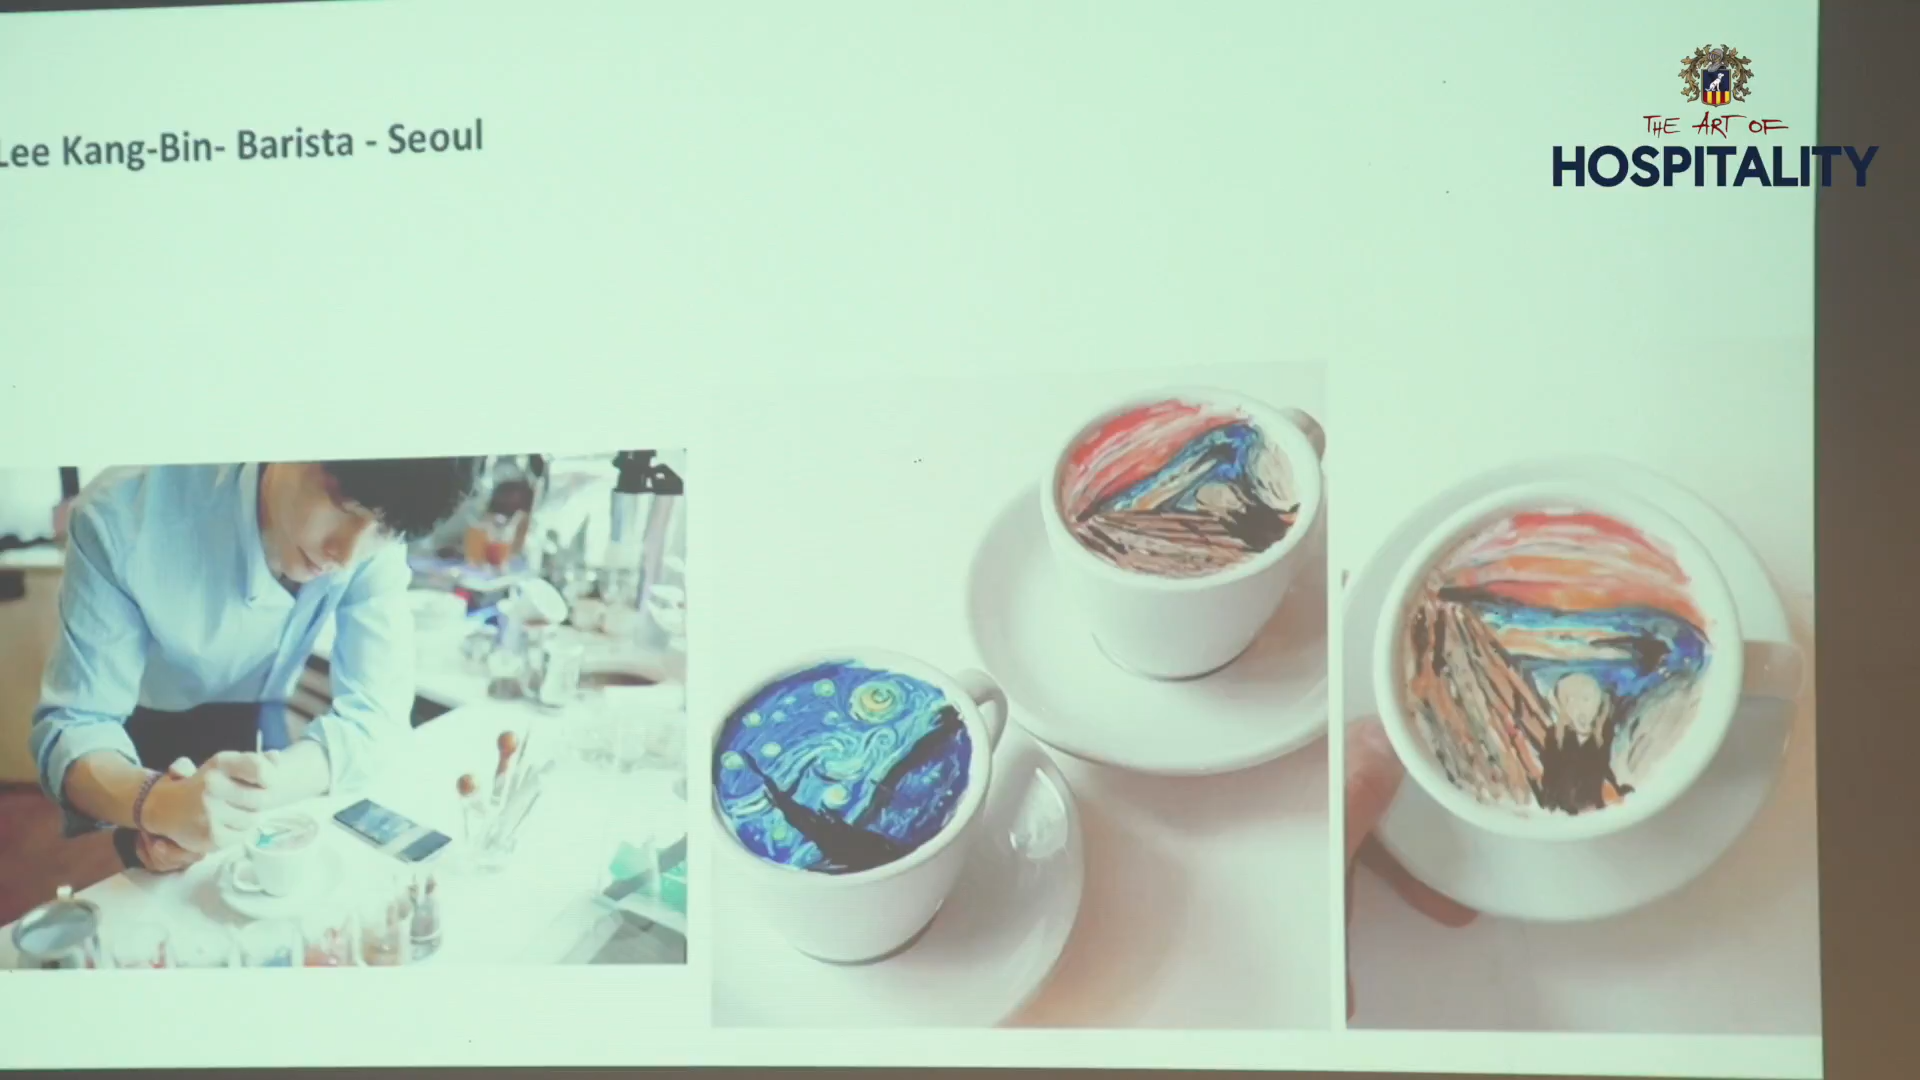 Lee Kang-Bin- Barista - Seoul
THE ART OF
HOSPITALITY